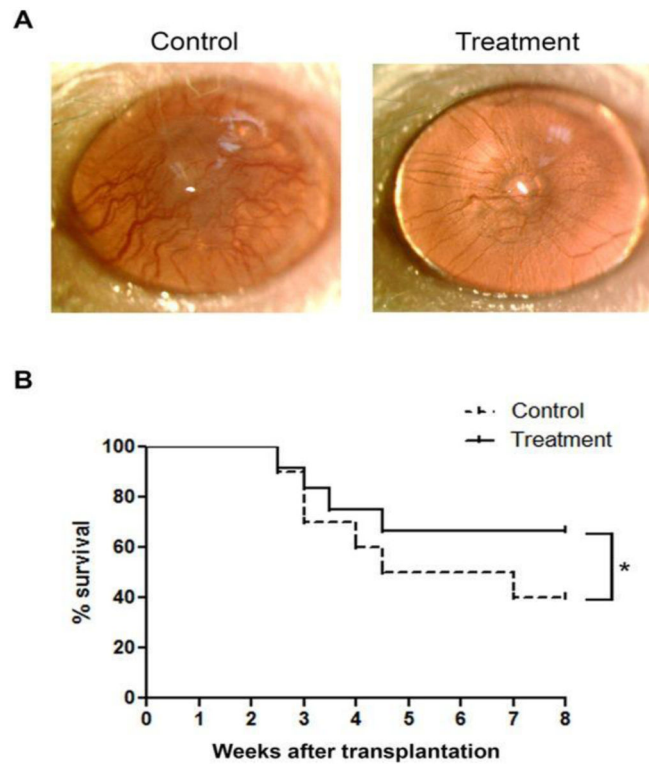 A
Control
Treatment
B
Control
Treatment
100
80
60
40
20
0
% survival
*
0 1 2 3 4 5 6 7 8
Weeks after transplantation